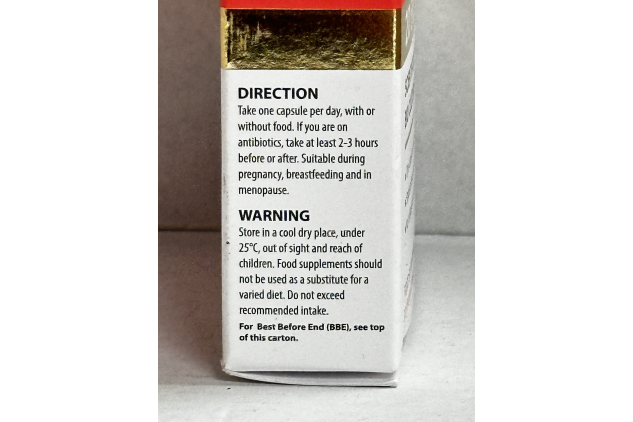 DIRECTION
Take one capsule per day, with or
without food. If you are on
antibiotics, take at least 2-3 hours
before or after. Suitable during
pregnancy, breastfeeding and in
menopause.
WARNING
Store in a cool dry place, under
25°C, out of sight and reach of
children. Food supplements should
not be used as a substitute for a
varied diet. Do not exceed
recommended intake.
For Best Before End (BBE), see top
of this carton.